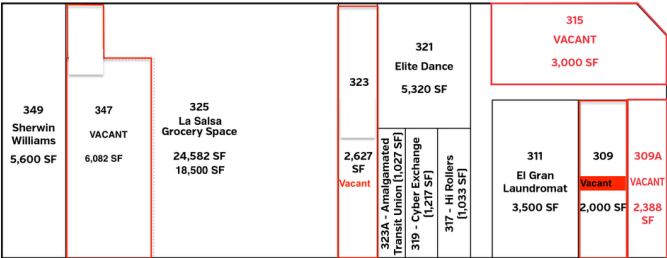 349
Sherwin
Williams
5,600 SF
347
VACANT
6,082 SF
325
La Salsa
Grocery Space
24,582 SF
18,500 SF
323
2,627
SF
Vacant
321
Elite Dance
5,320 SF
323A - Amalgamated
Transit Union [1,027 SF]
319 - Cyber Exchange
[1,217 SF]
317 - Hi Rollers
[1,033 SF]
315
VACANT
3,000 SF
311
El Gran
Laundromat
3,500 SF
309
Vacant
2,000 SF
309A
VACANT
2,388
SF